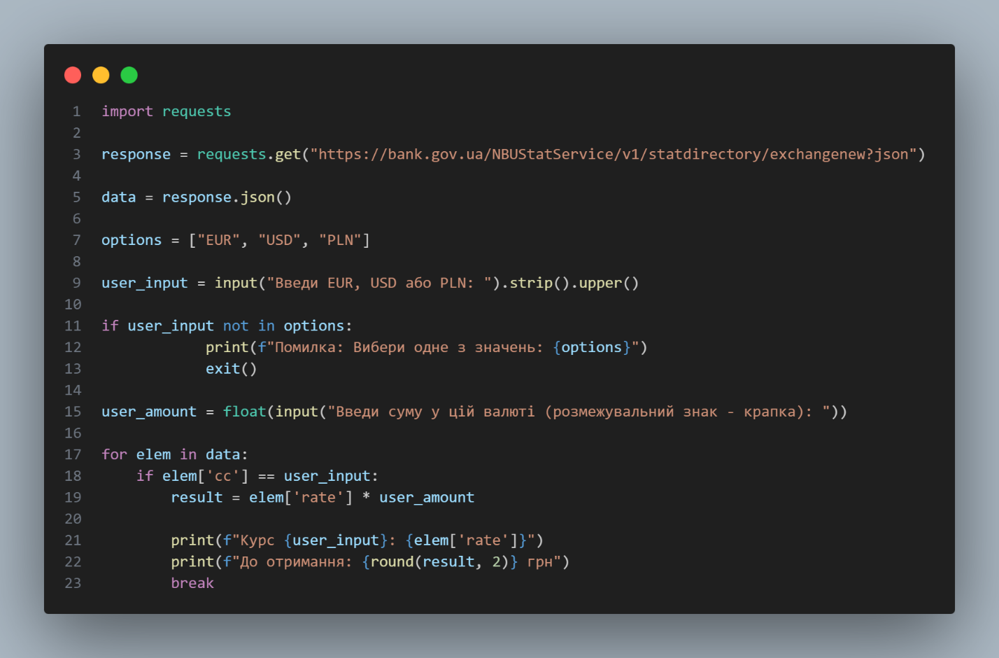 1 import requests
2
3 response = requests.get("https://bank.gov.ua/NBUStatService/v1/statdirectory/exchangenew?json")
4
5 data = response.json()
6
7 options = ["EUR", "USD", "PLN"]
8
9 user_input = input("Введи EUR, USD або PLN: ").strip().upper()
10
11 if user_input not in options:
12             print(f"Помилка: Вибери одне з значень: {options}")
13             exit()
14
15 user_amount = float(input("Введи суму у цій валюті (розмежувальний знак - крапка): "))
16
17 for elem in data:
18     if elem['cc'] == user_input:
19         result = elem['rate'] * user_amount
20
21         print(f"Курс {user_input}: {elem['rate']}")
22         print(f"До отримання: {round(result, 2)} грн")
23         break